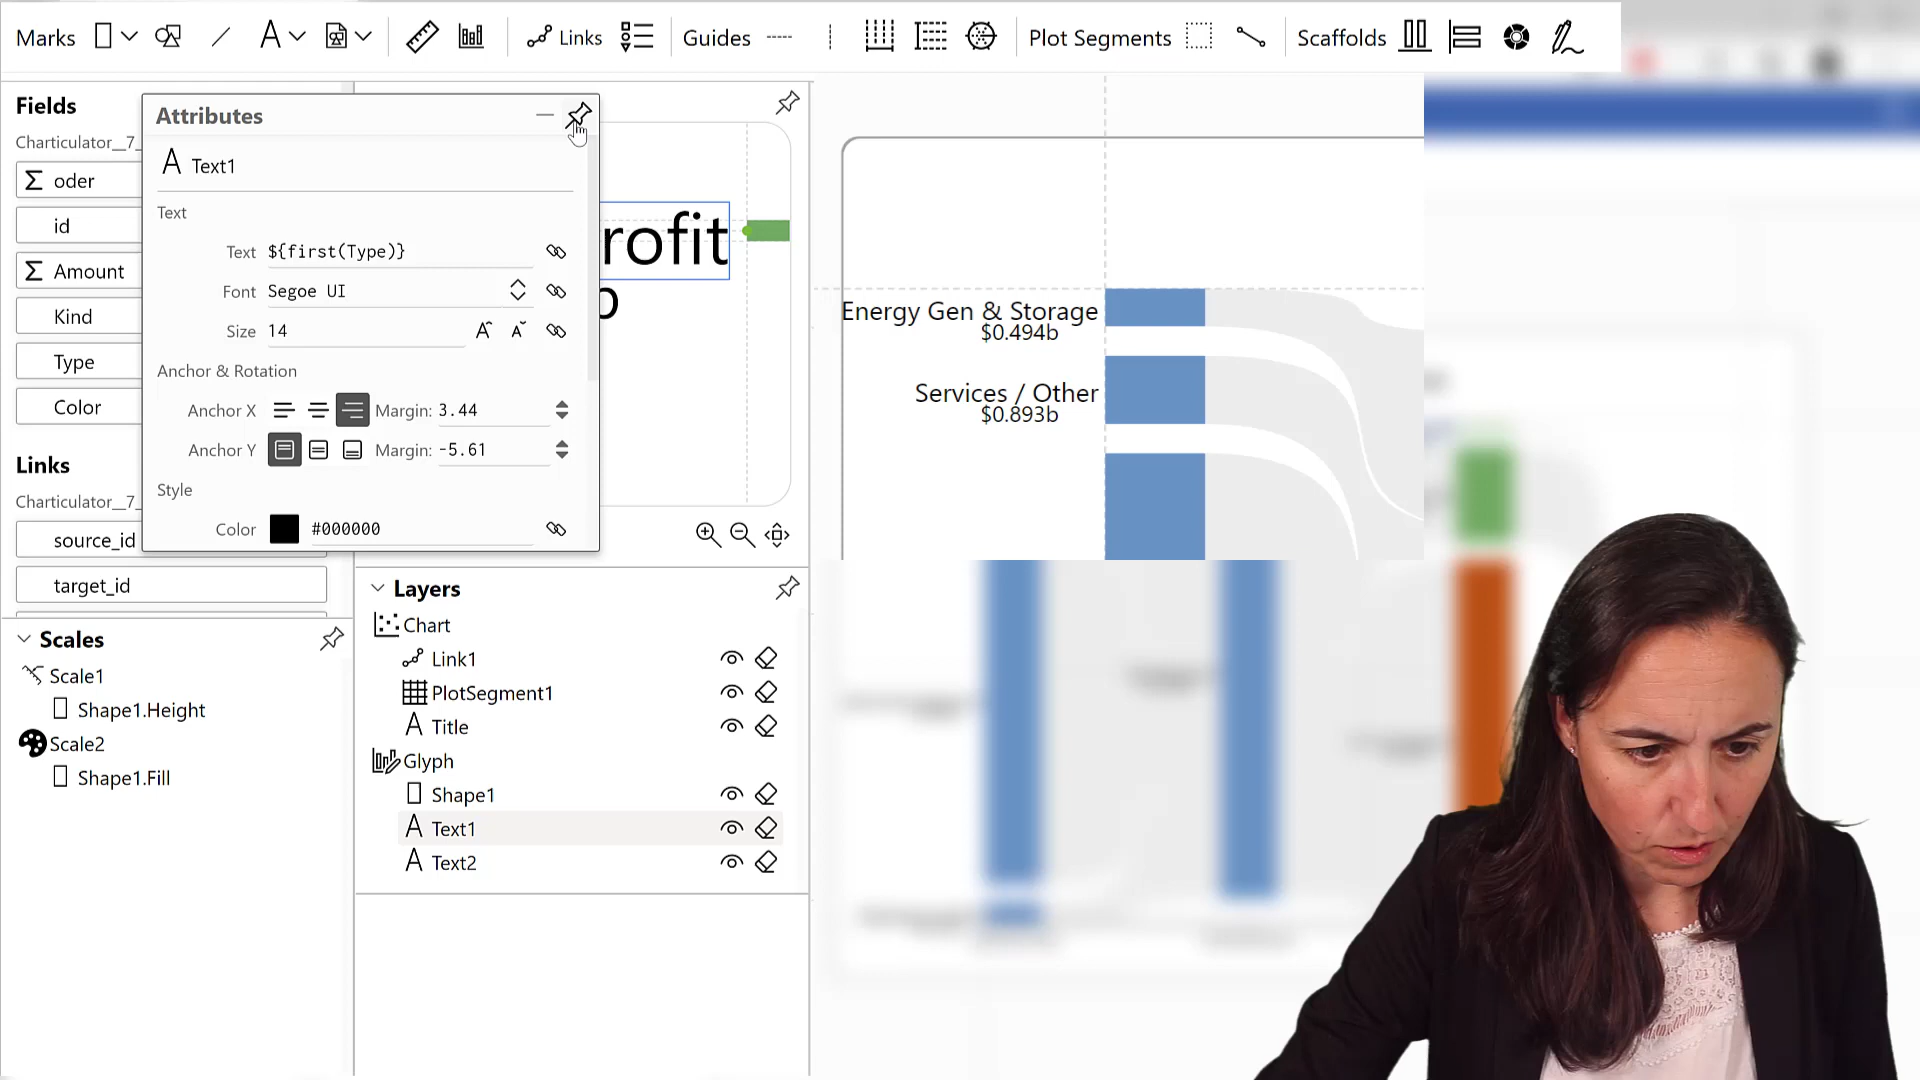 Marks
Links
Guides
Plot Segments
Scaffolds
Fields
Charticulator_7_
oder
id
Amount
Kind
Type
Color
Links
Charticulator_7_
source_id
target_id
Attributes
Text1
Text
Text ${first(Type)}
Font Segoe UI
Size 14
Anchor & Rotation
Anchor X Margin: 3.44
Anchor Y Margin: -5.61
Style
Color #000000
rofit
Energy Gen & Storage
$0.494b
Services / Other
$0.893b
Scales
Scale1
Shape1.Height
Scale2
Shape1.Fill
Layers
Chart
Link1
PlotSegment1
Title
Glyph
Shape1
Text1
Text2